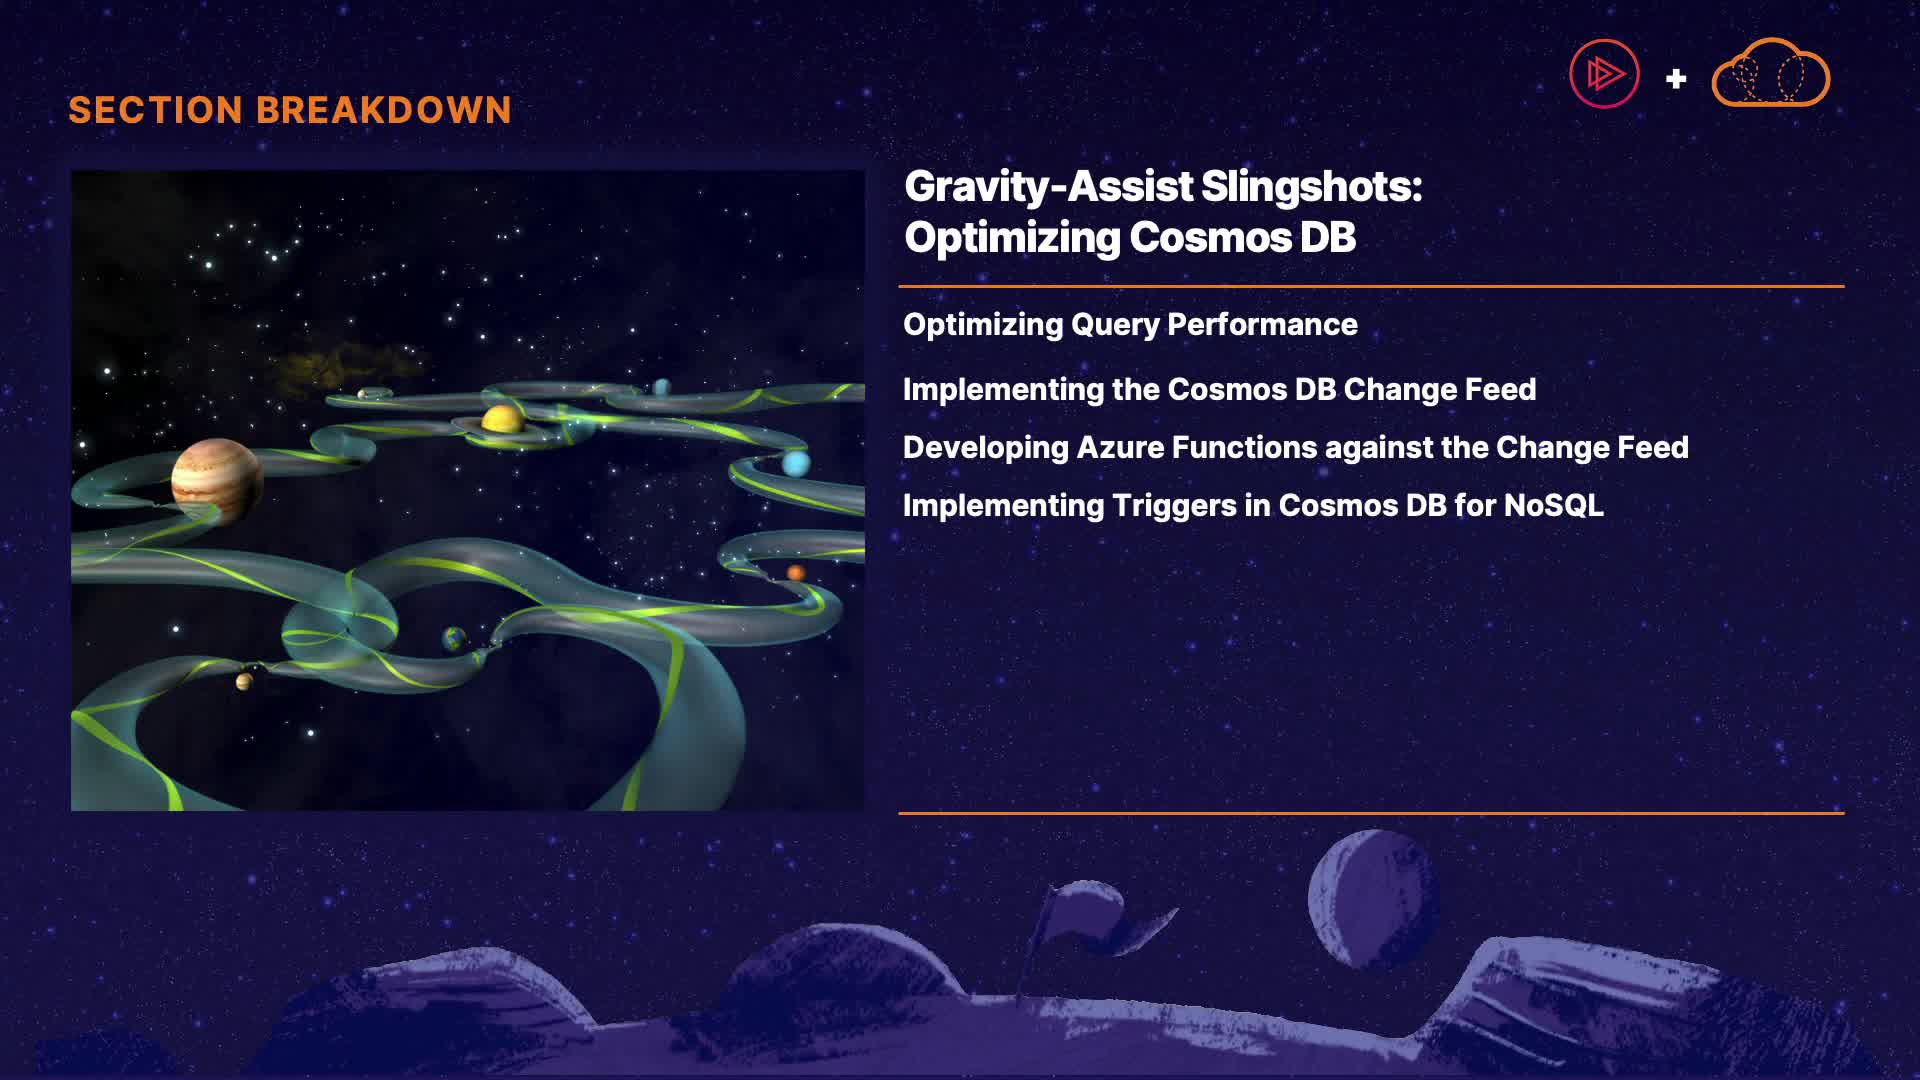 SECTION BREAKDOWN
Gravity-Assist Slingshots:
Optimizing Cosmos DB
Optimizing Query Performance
Implementing the Cosmos DB Change Feed
Developing Azure Functions against the Change Feed
Implementing Triggers in Cosmos DB for NoSQL